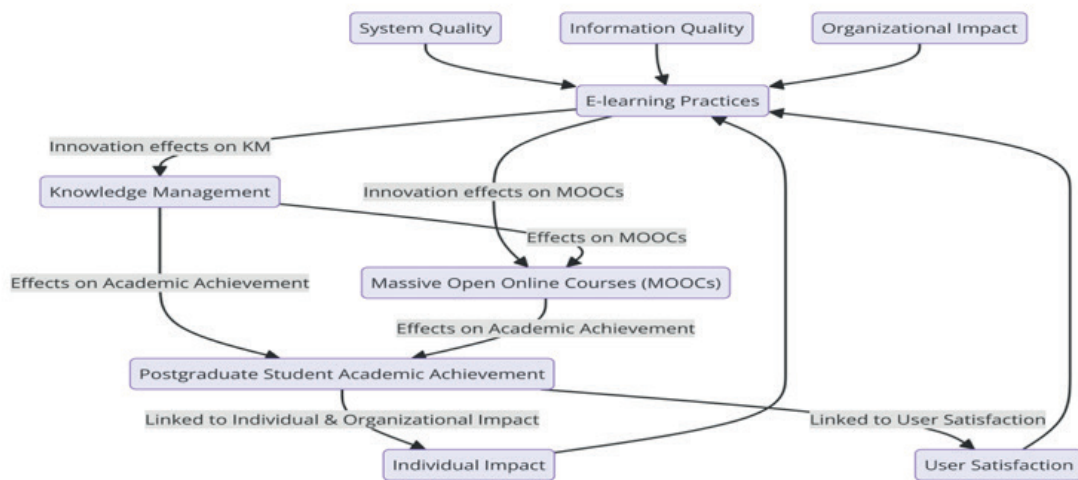 System Quality
Information Quality
Organizational Impact
E-learning Practices
Innovation effects on KM
Knowledge Management
Innovation effects on MOOCs
Effects on MOOCs
Effects on Academic Achievement
Massive Open Online Courses (MOOCs)
Effects on Academic Achievement
Postgraduate Student Academic Achievement
Linked to Individual & Organizational Impact
Linked to User Satisfaction
Individual Impact
User Satisfaction